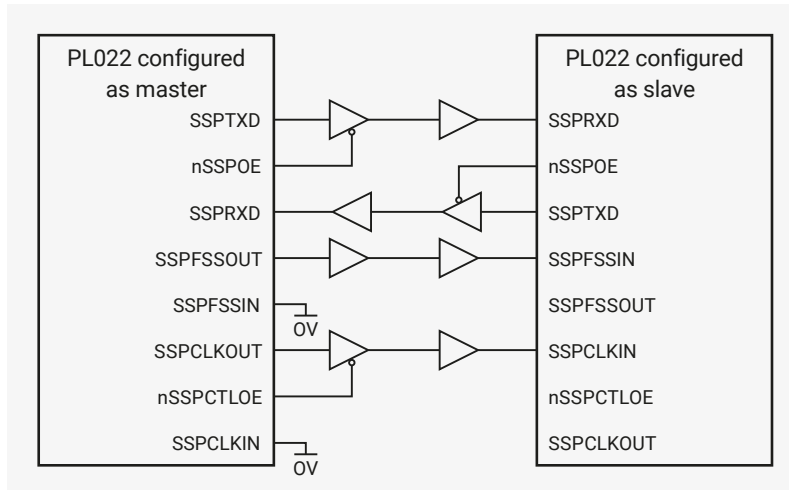 PL022 configured
as master
SSPTXD
nSSPOE
SSPRXD
SSPFSSOUT
SSPFSSIN
0V
SSPCLKOUT
nSSPCTLOE
SSPCLKIN
0V
PL022 configured
as slave
SSPRXD
nSSPOE
SSPTXD
SSPFSSIN
SSPFSSOUT
SSPCLKIN
nSSPCTLOE
SSPCLKOUT